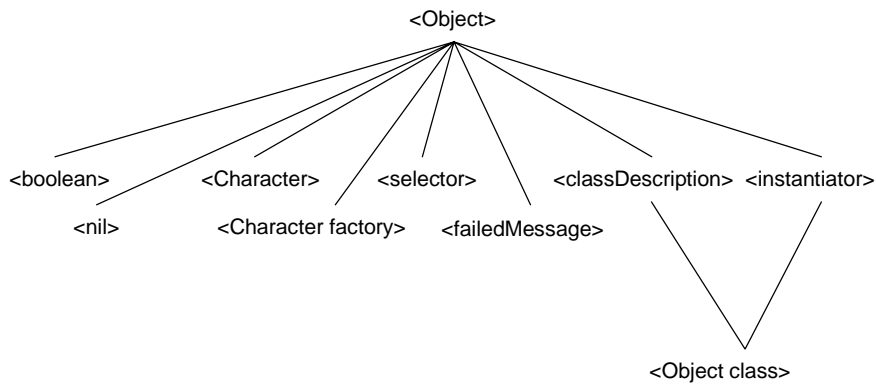 <Object>
<boolean> <Character> <selector> <classDescription> <instantiator>
<nil> <Character factory> <failedMessage>
<Object class>